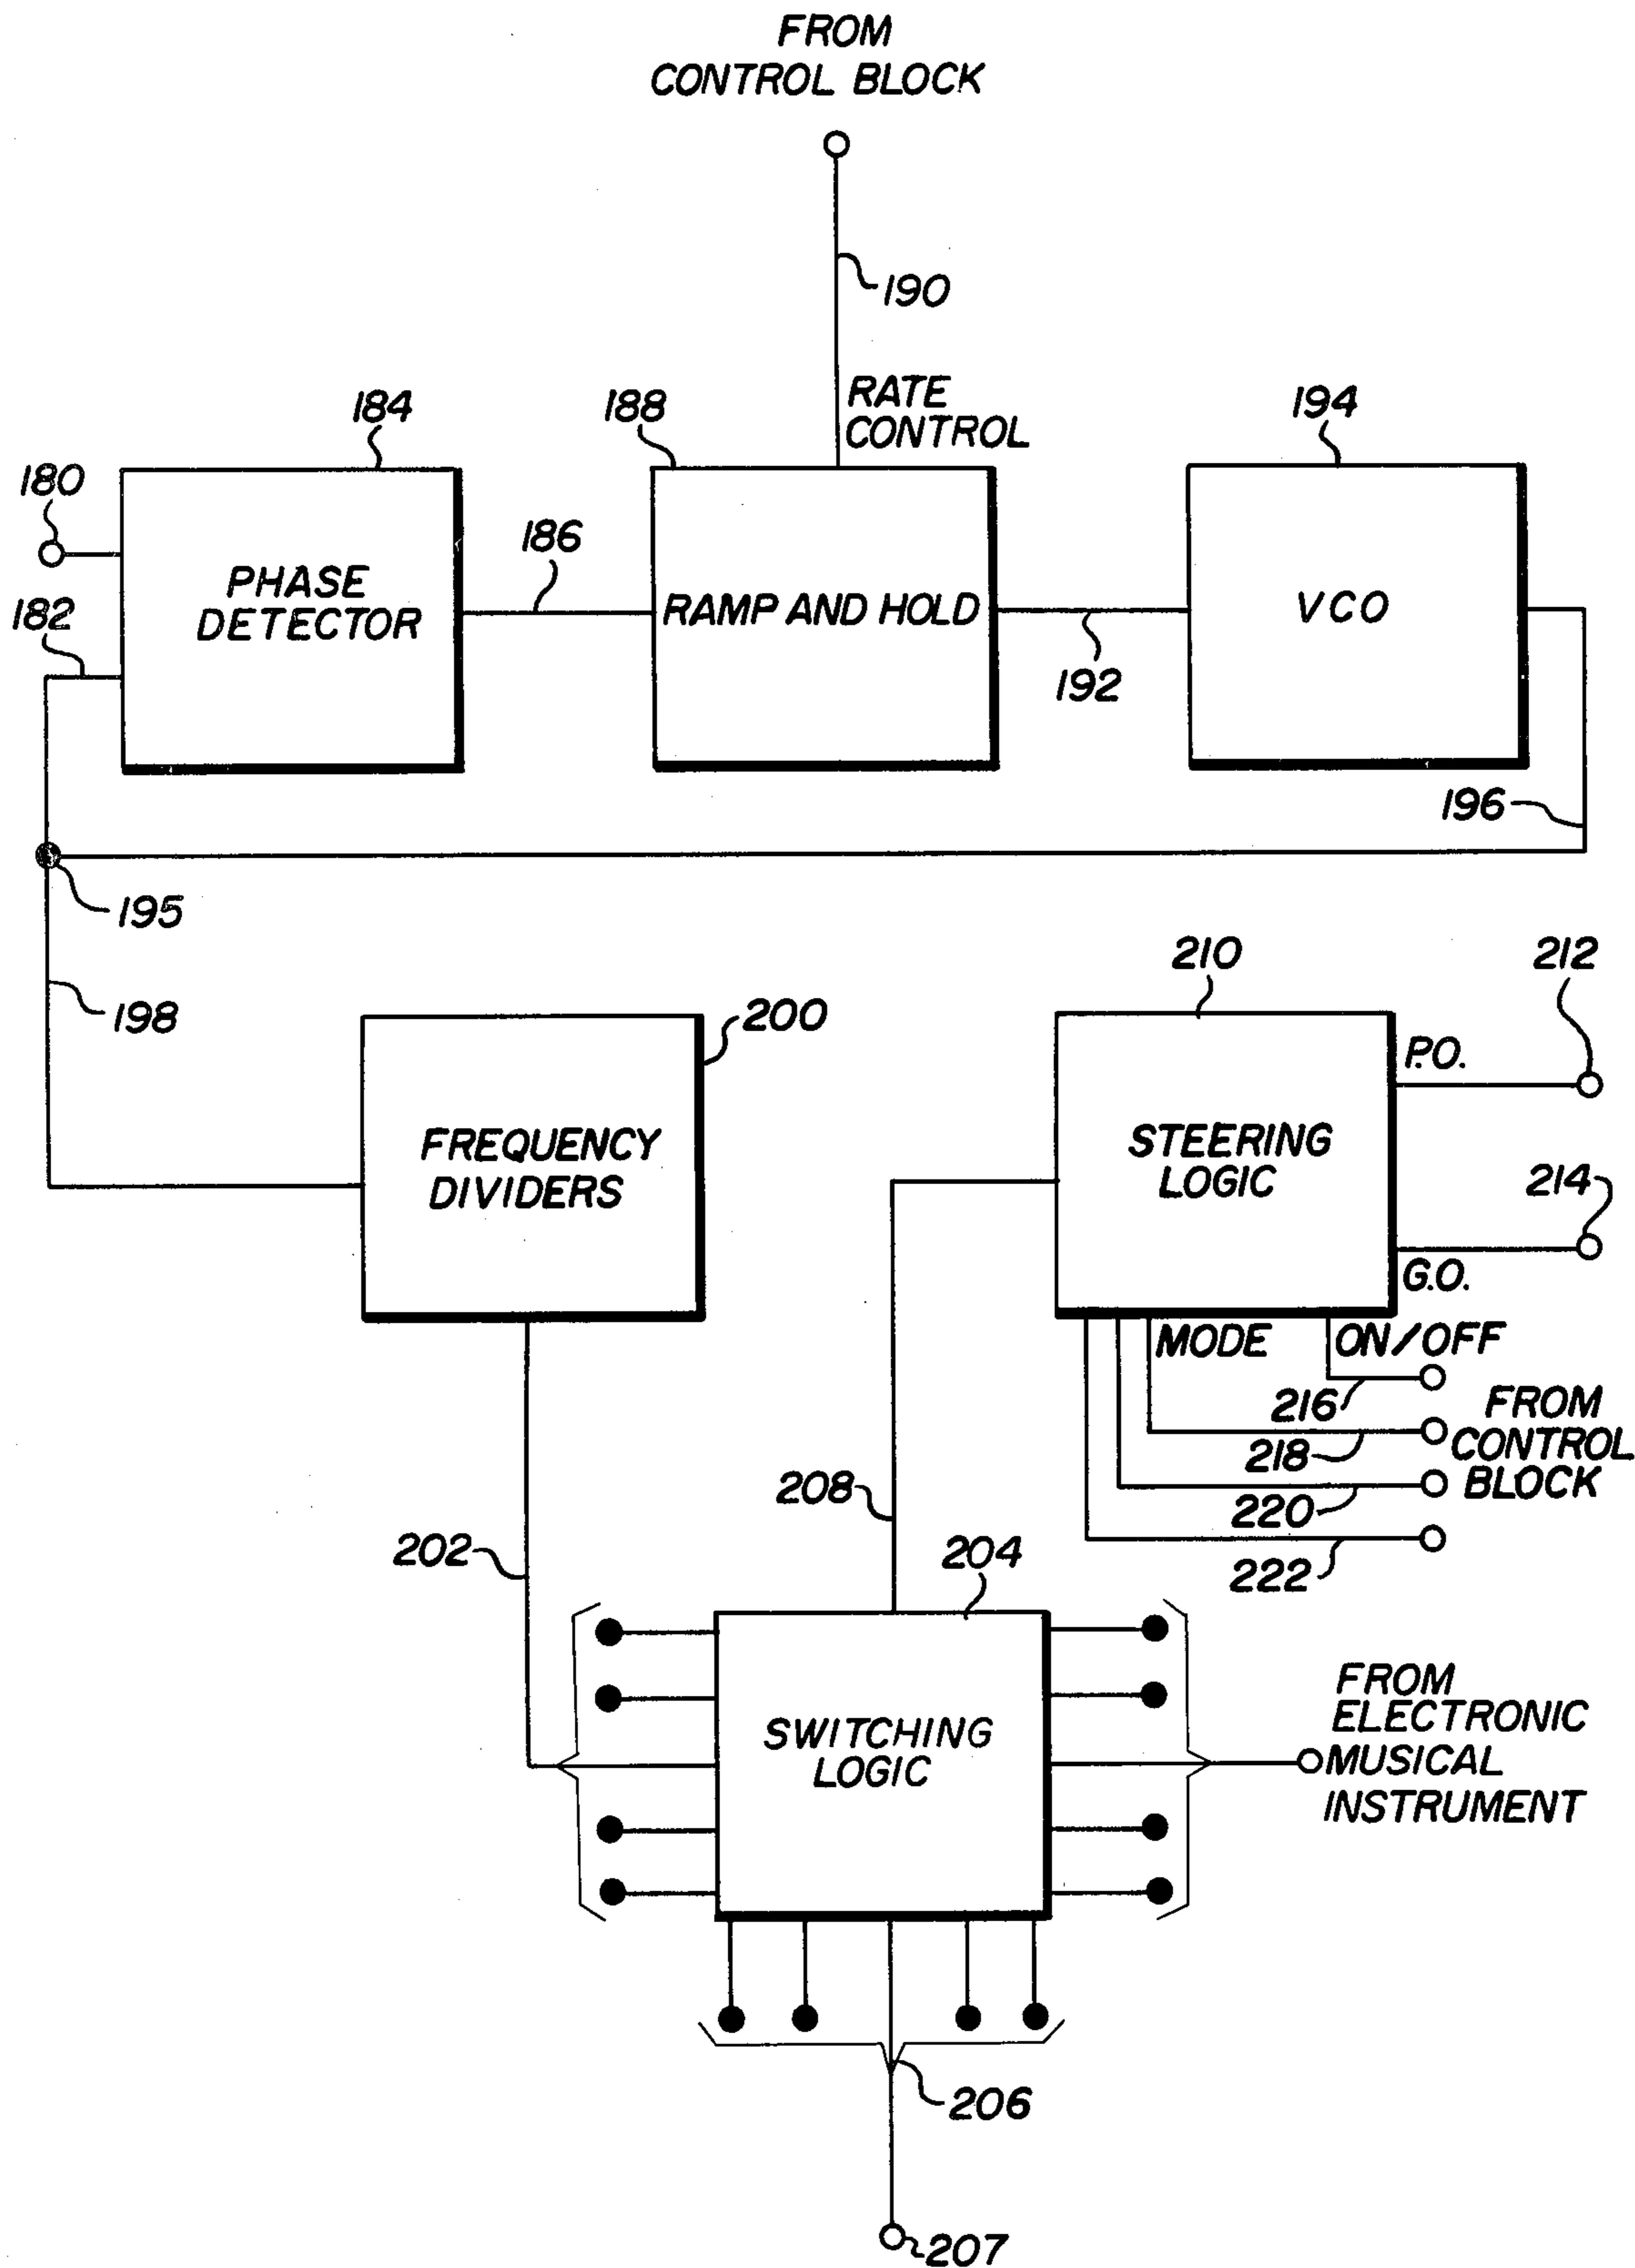 FROM
CONTROL BLOCK
190
RATE
CONTROL
184
188
194
180
186
PHASE
DETECTOR
RAMP AND HOLD
VCO
182
192
196
195
198
210
212
200
P.O.
FREQUENCY
DIVIDERS
STEERING
LOGIC
214
G.O.
MODE
ON/OFF
216
FROM
CONTROL
BLOCK
218
220
222
208
202
204
SWITCHING
LOGIC
FROM
ELECTRONIC
MUSICAL
INSTRUMENT
206
207